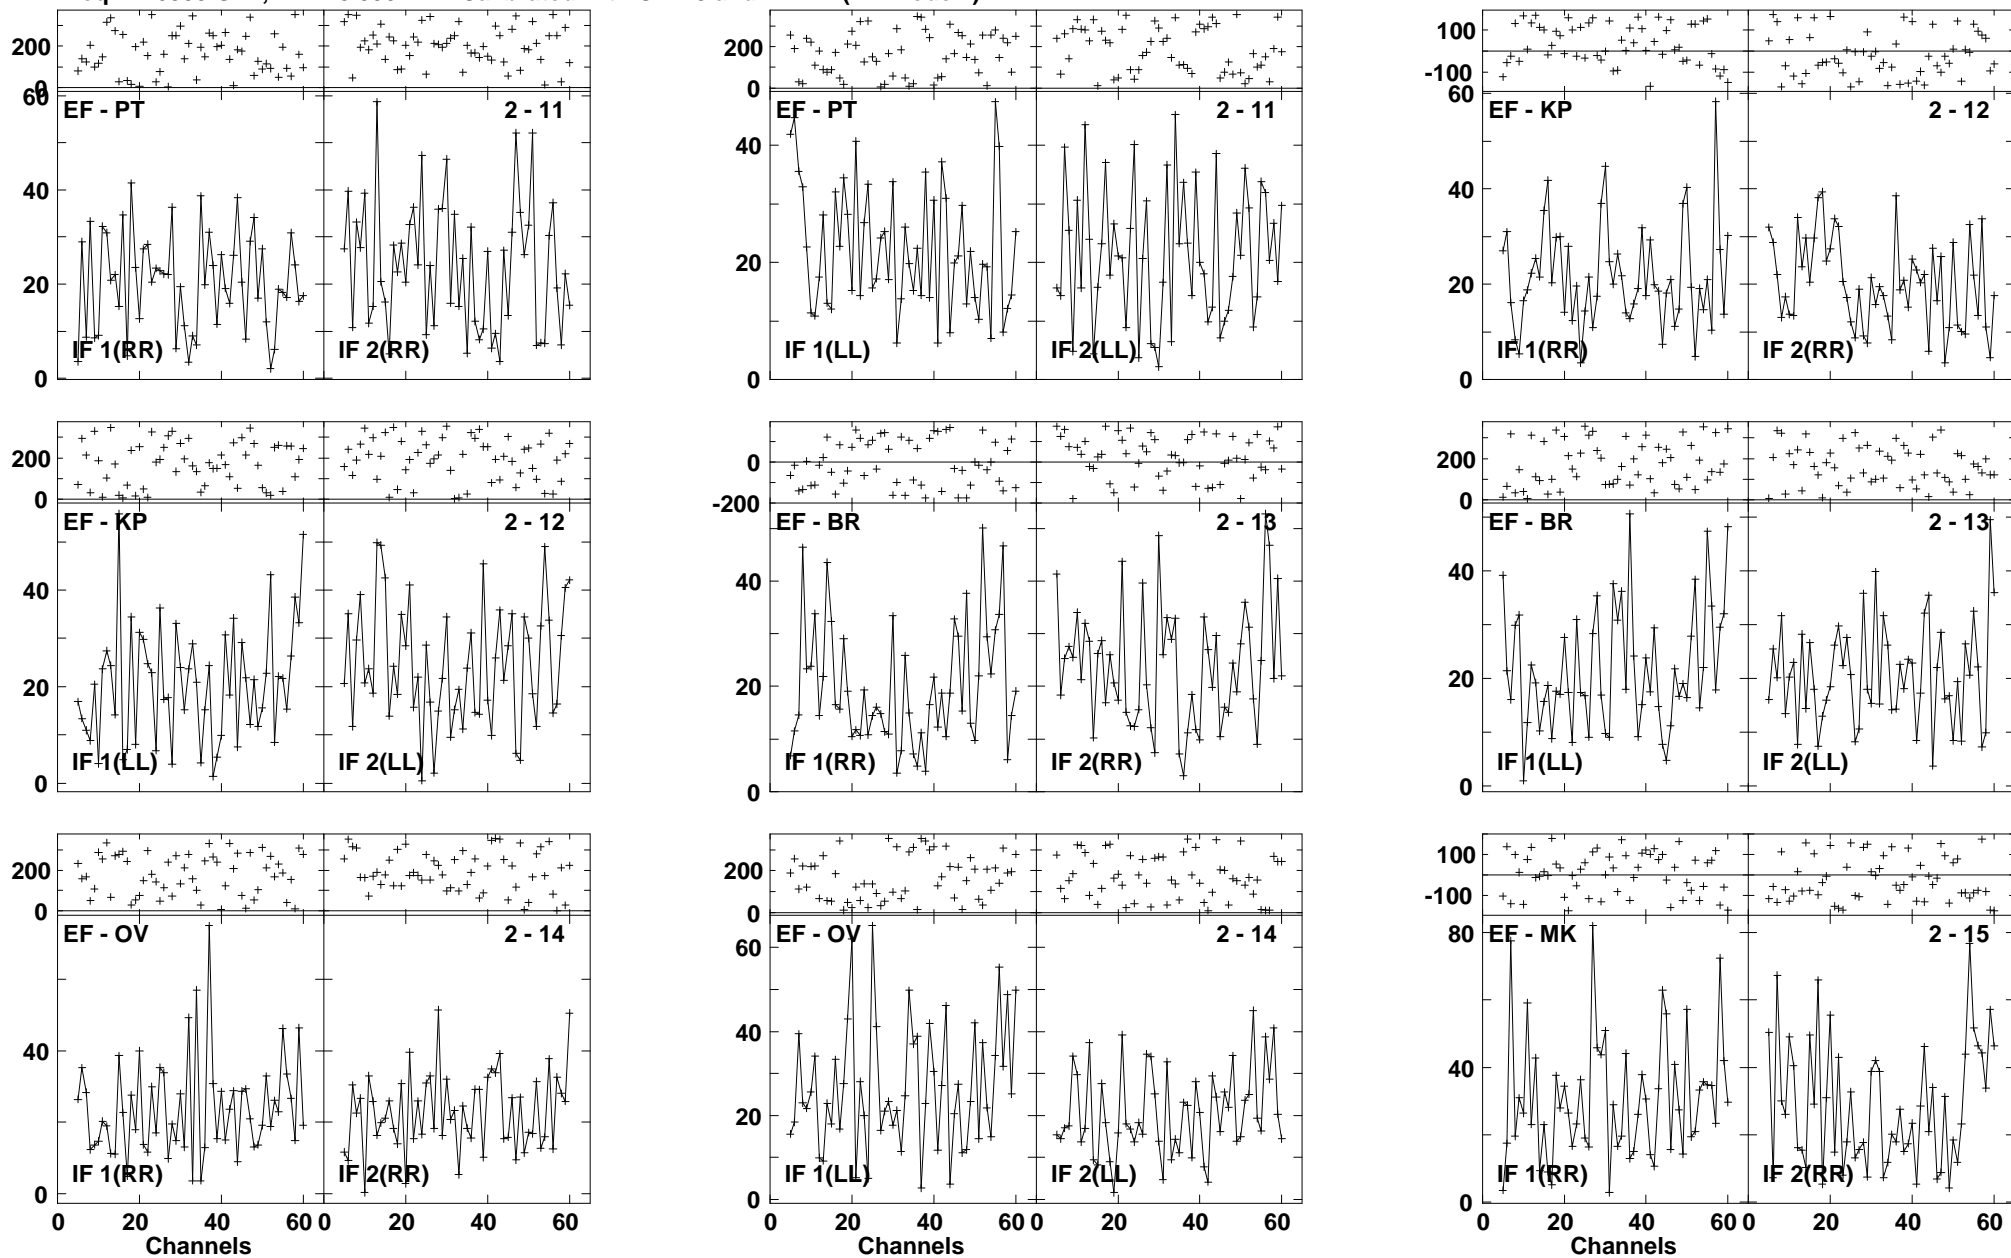 200 0 200 0 100 -100
60 EF - PT 2 - 11 EF - PT 2 - 11 60 EF - KP 2 - 12
40 40 40
20 20 20
IF 1(RR) IF 2(RR) IF 1(LL) IF 2(LL) IF 1(RR) IF 2(RR)
0 0 0
200 0 0 -200 200 0
EF - KP 2 - 12 EF - BR 2 - 13 EF - BR 2 - 13
40 40 40
20 20 20
IF 1(LL) IF 2(LL) IF 1(RR) IF 2(RR) IF 1(LL) IF 2(LL)
0 0 0
200 0 200 0 100 -100
EF - OV 2 - 14 EF - OV 2 - 14 80 EF - MK 2 - 15
40 60 40 20 40
IF 1(RR) IF 2(RR) IF 1(LL) IF 2(LL) IF 1(RR) IF 2(RR)
0 0 0
0 20 40 60 0 20 40 60 0 20 40 60 0 20 40 60 0 20 40 60 0 20 40 60
Channels Channels Channels